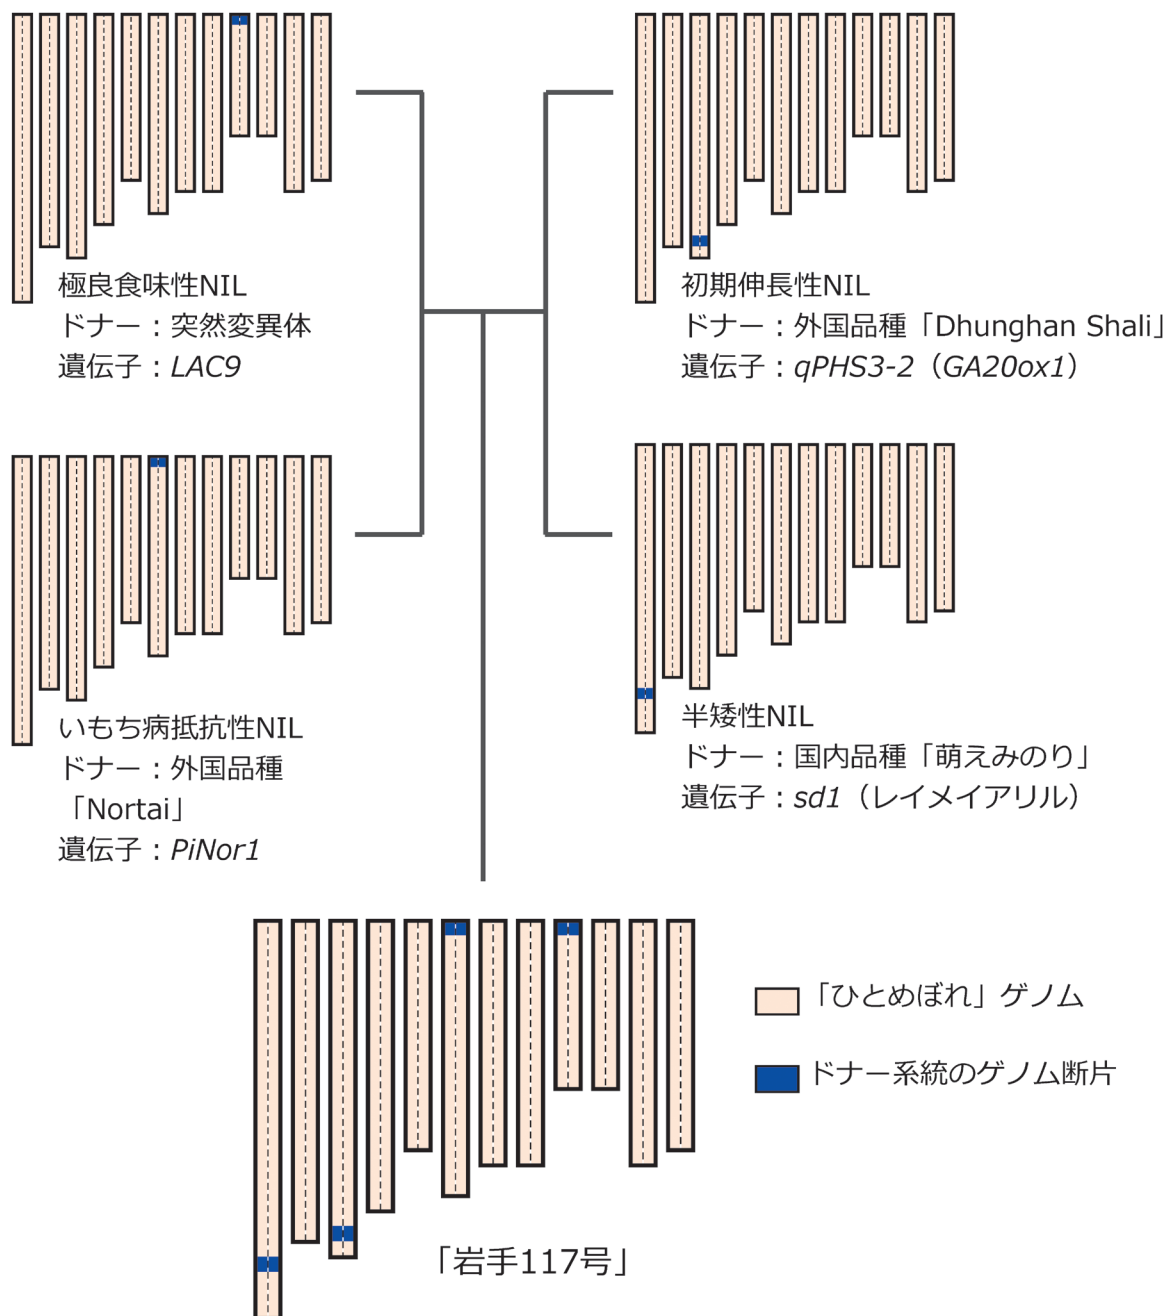 極良食味性NIL
ドナー：突然変異体
遺伝子：LAC9
初期伸長性NIL
ドナー：外国品種「Dhunghan Shali」
遺伝子：qPHS3-2（GA20ox1）
いもち病抵抗性NIL
ドナー：外国品種
「Nortai」
遺伝子：PiNor1
半矮性NIL
ドナー：国内品種「萌えみのり」
遺伝子：sd1（レイメイアリル）
「ひとめぼれ」ゲノム
ドナー系統のゲノム断片
「岩手117号」